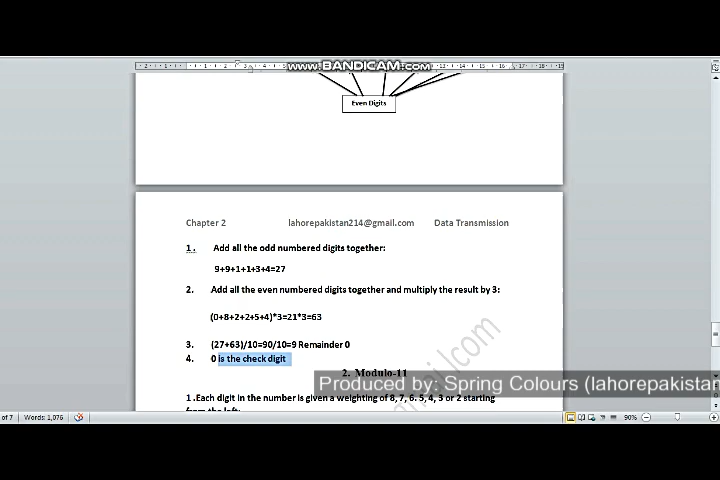 www.BANDICAM.com
Even Digits
Chapter 2 lahorepakistan214@gmail.com Data Transmission
1. Add all the odd numbered digits together:
9+9+1+1+3+4=27
2. Add all the even numbered digits together and multiply the result by 3:
(0+8+2+2+5+4)*3=21*3=63
3. (27+63)/10=90/10=9 Remainder 0
4. 0 is the check digit
2. Modulo-11
Produced by: Spring Colours (lahorepakistan
1.Each digit in the number is given a weighting of 8, 7, 6. 5, 4, 3 or 2 starting
from the left:
of 7 Words: 1,076 90%